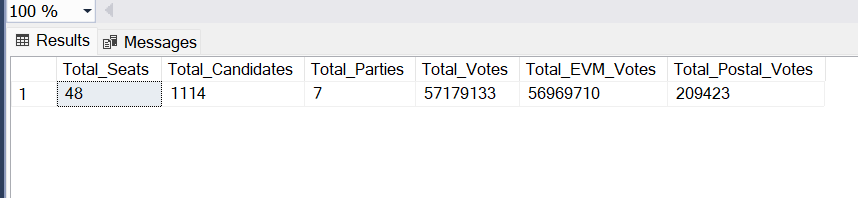 100 %
Results Messages
Total_Seats Total_Candidates Total_Parties Total_Votes Total_EVM_Votes Total_Postal_Votes
1 48 1114 7 57179133 56969710 209423